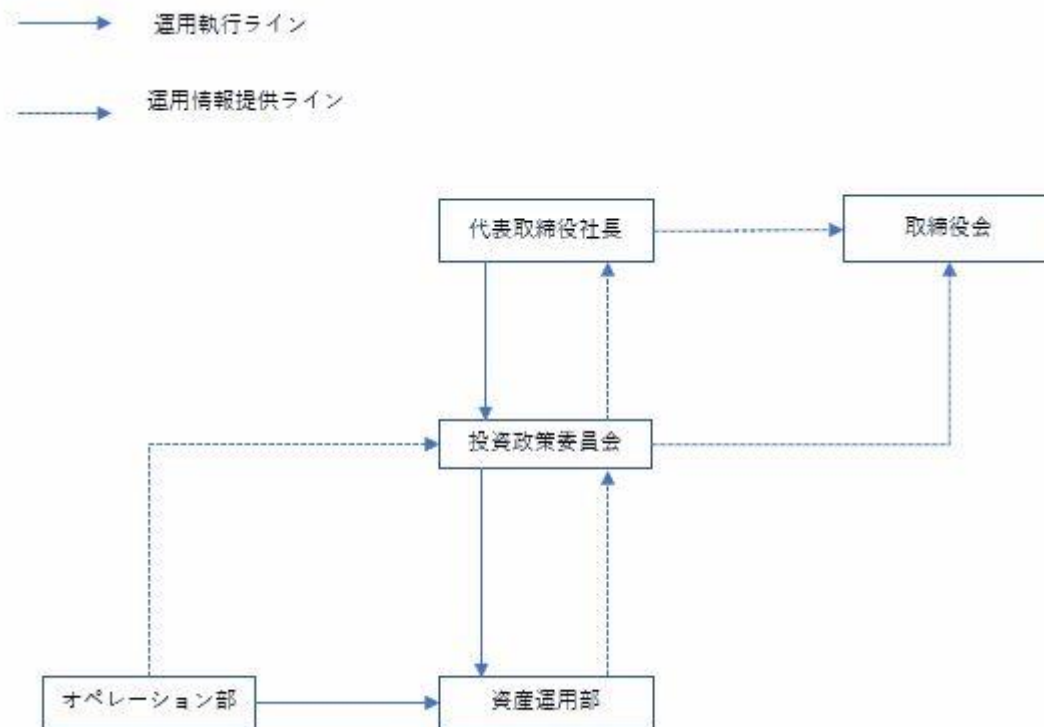 運用執行ライン
運用情報提供ライン
代表取締役社長
取締役会
投資政策委員会
オペレーション部
資産運用部